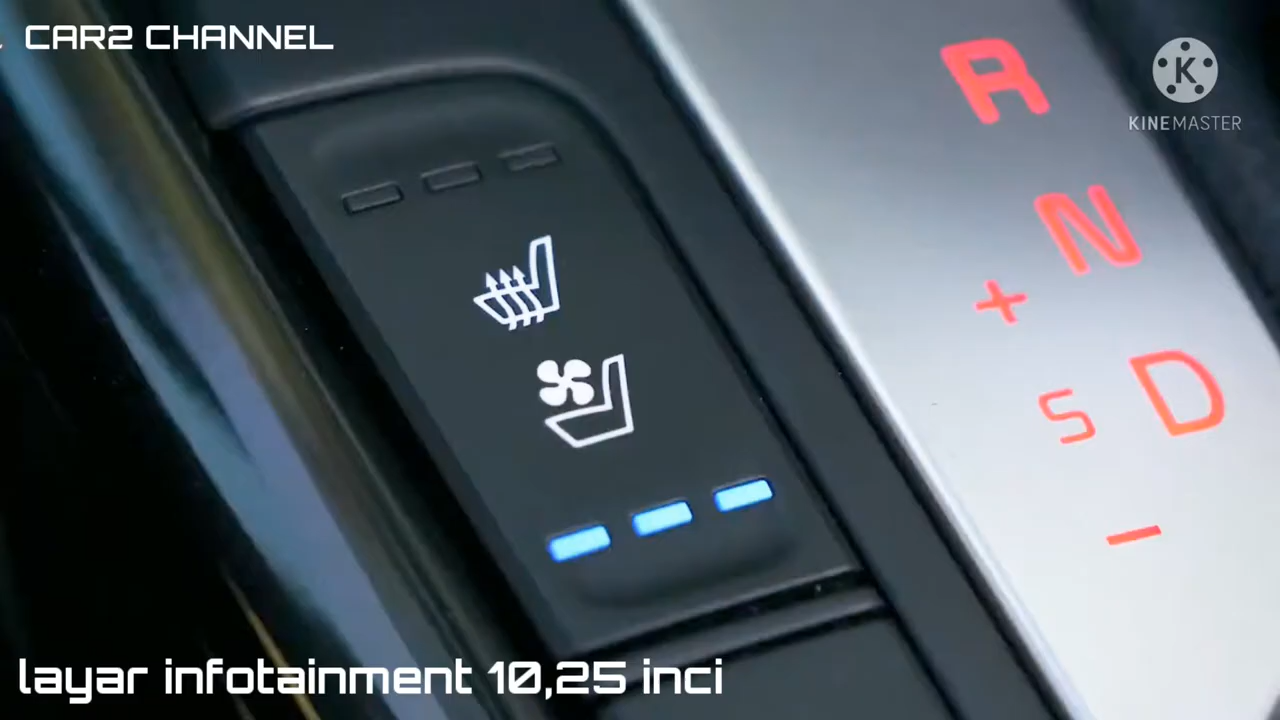 CAR2 CHANNEL
K
KINEMASTER
R
N
+
S D
-
layar infotainment 10,25 inci